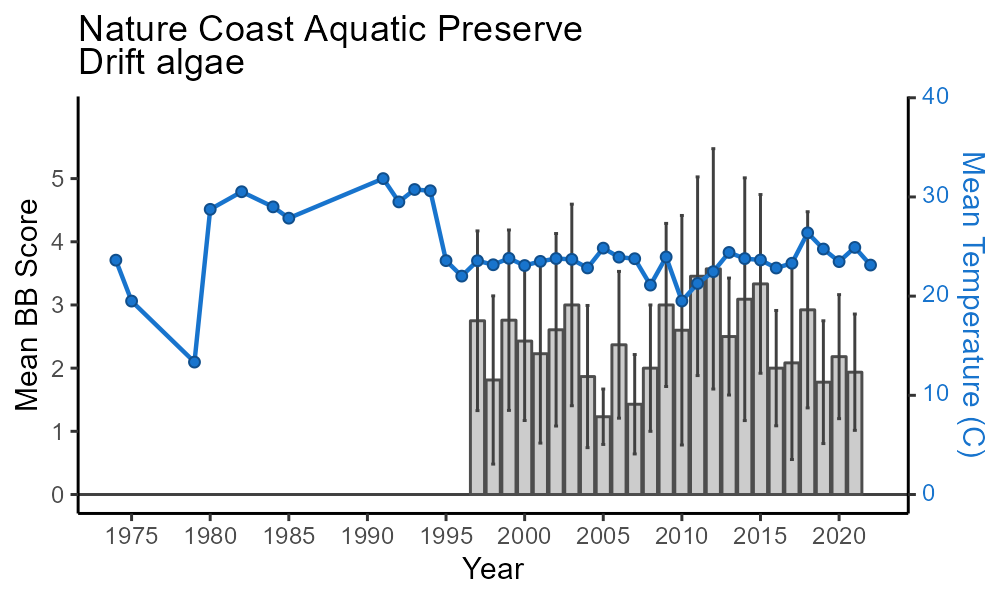 Nature Coast Aquatic Preserve
Drift algae
Mean BB Score
5
4
3
2
1
0
40
30
20
10
0
Mean Temperature (C)
1975 1980 1985 1990 1995 2000 2005 2010 2015 2020
Year